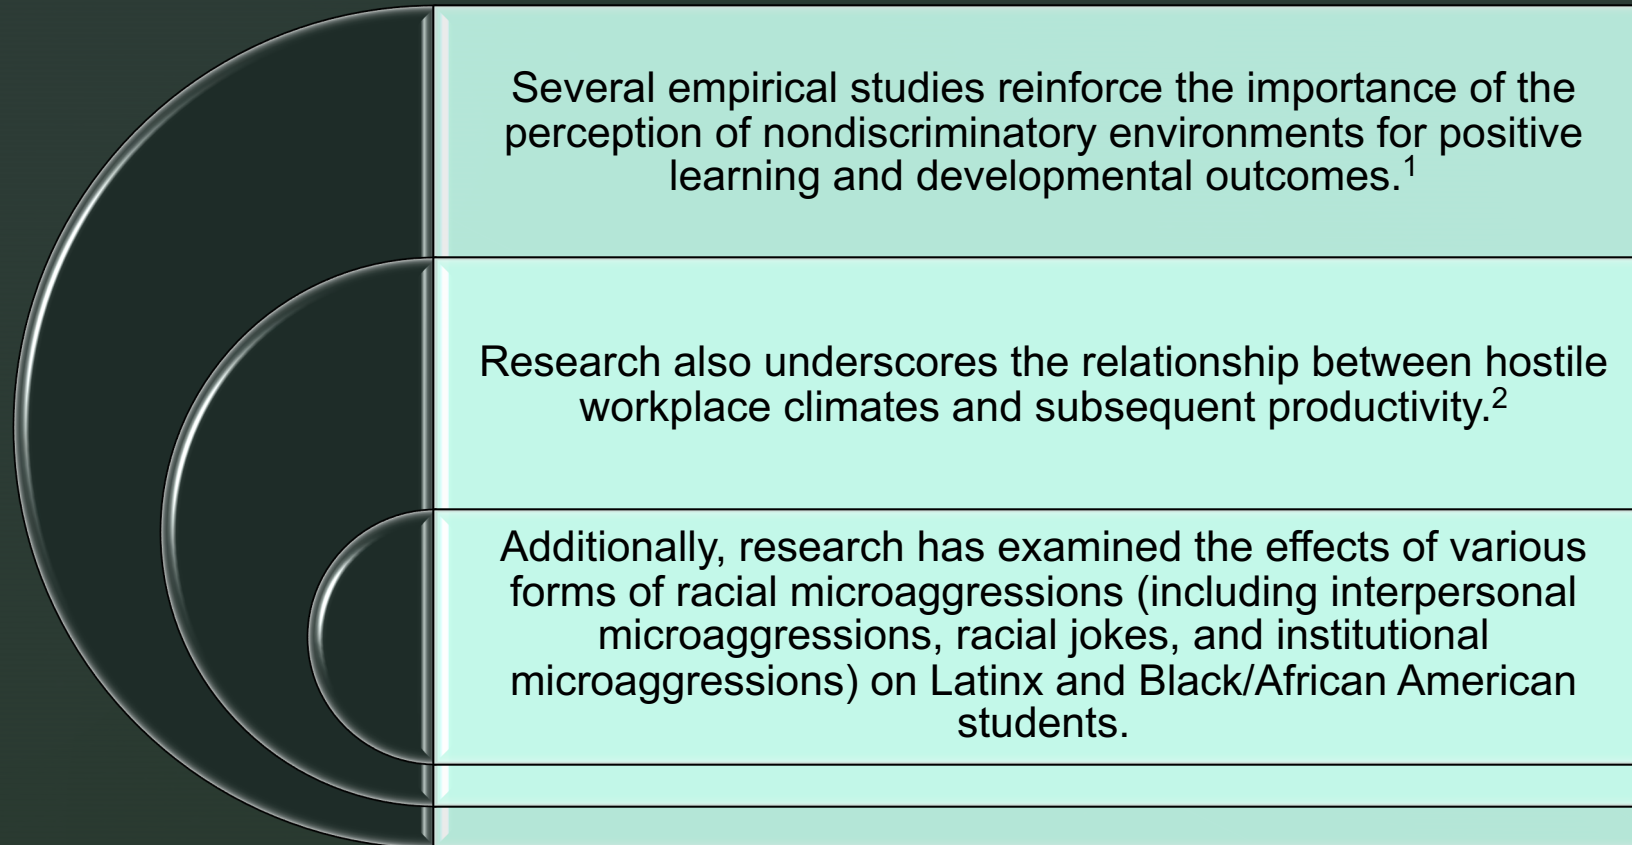 Several empirical studies reinforce the importance of the
perception of nondiscriminatory environments for positive
learning and developmental outcomes.¹
Research also underscores the relationship between hostile
workplace climates and subsequent productivity.²
Additionally, research has examined the effects of various
forms of racial microaggressions (including interpersonal
microaggressions, racial jokes, and institutional
microaggressions) on Latinx and Black/African American
students.